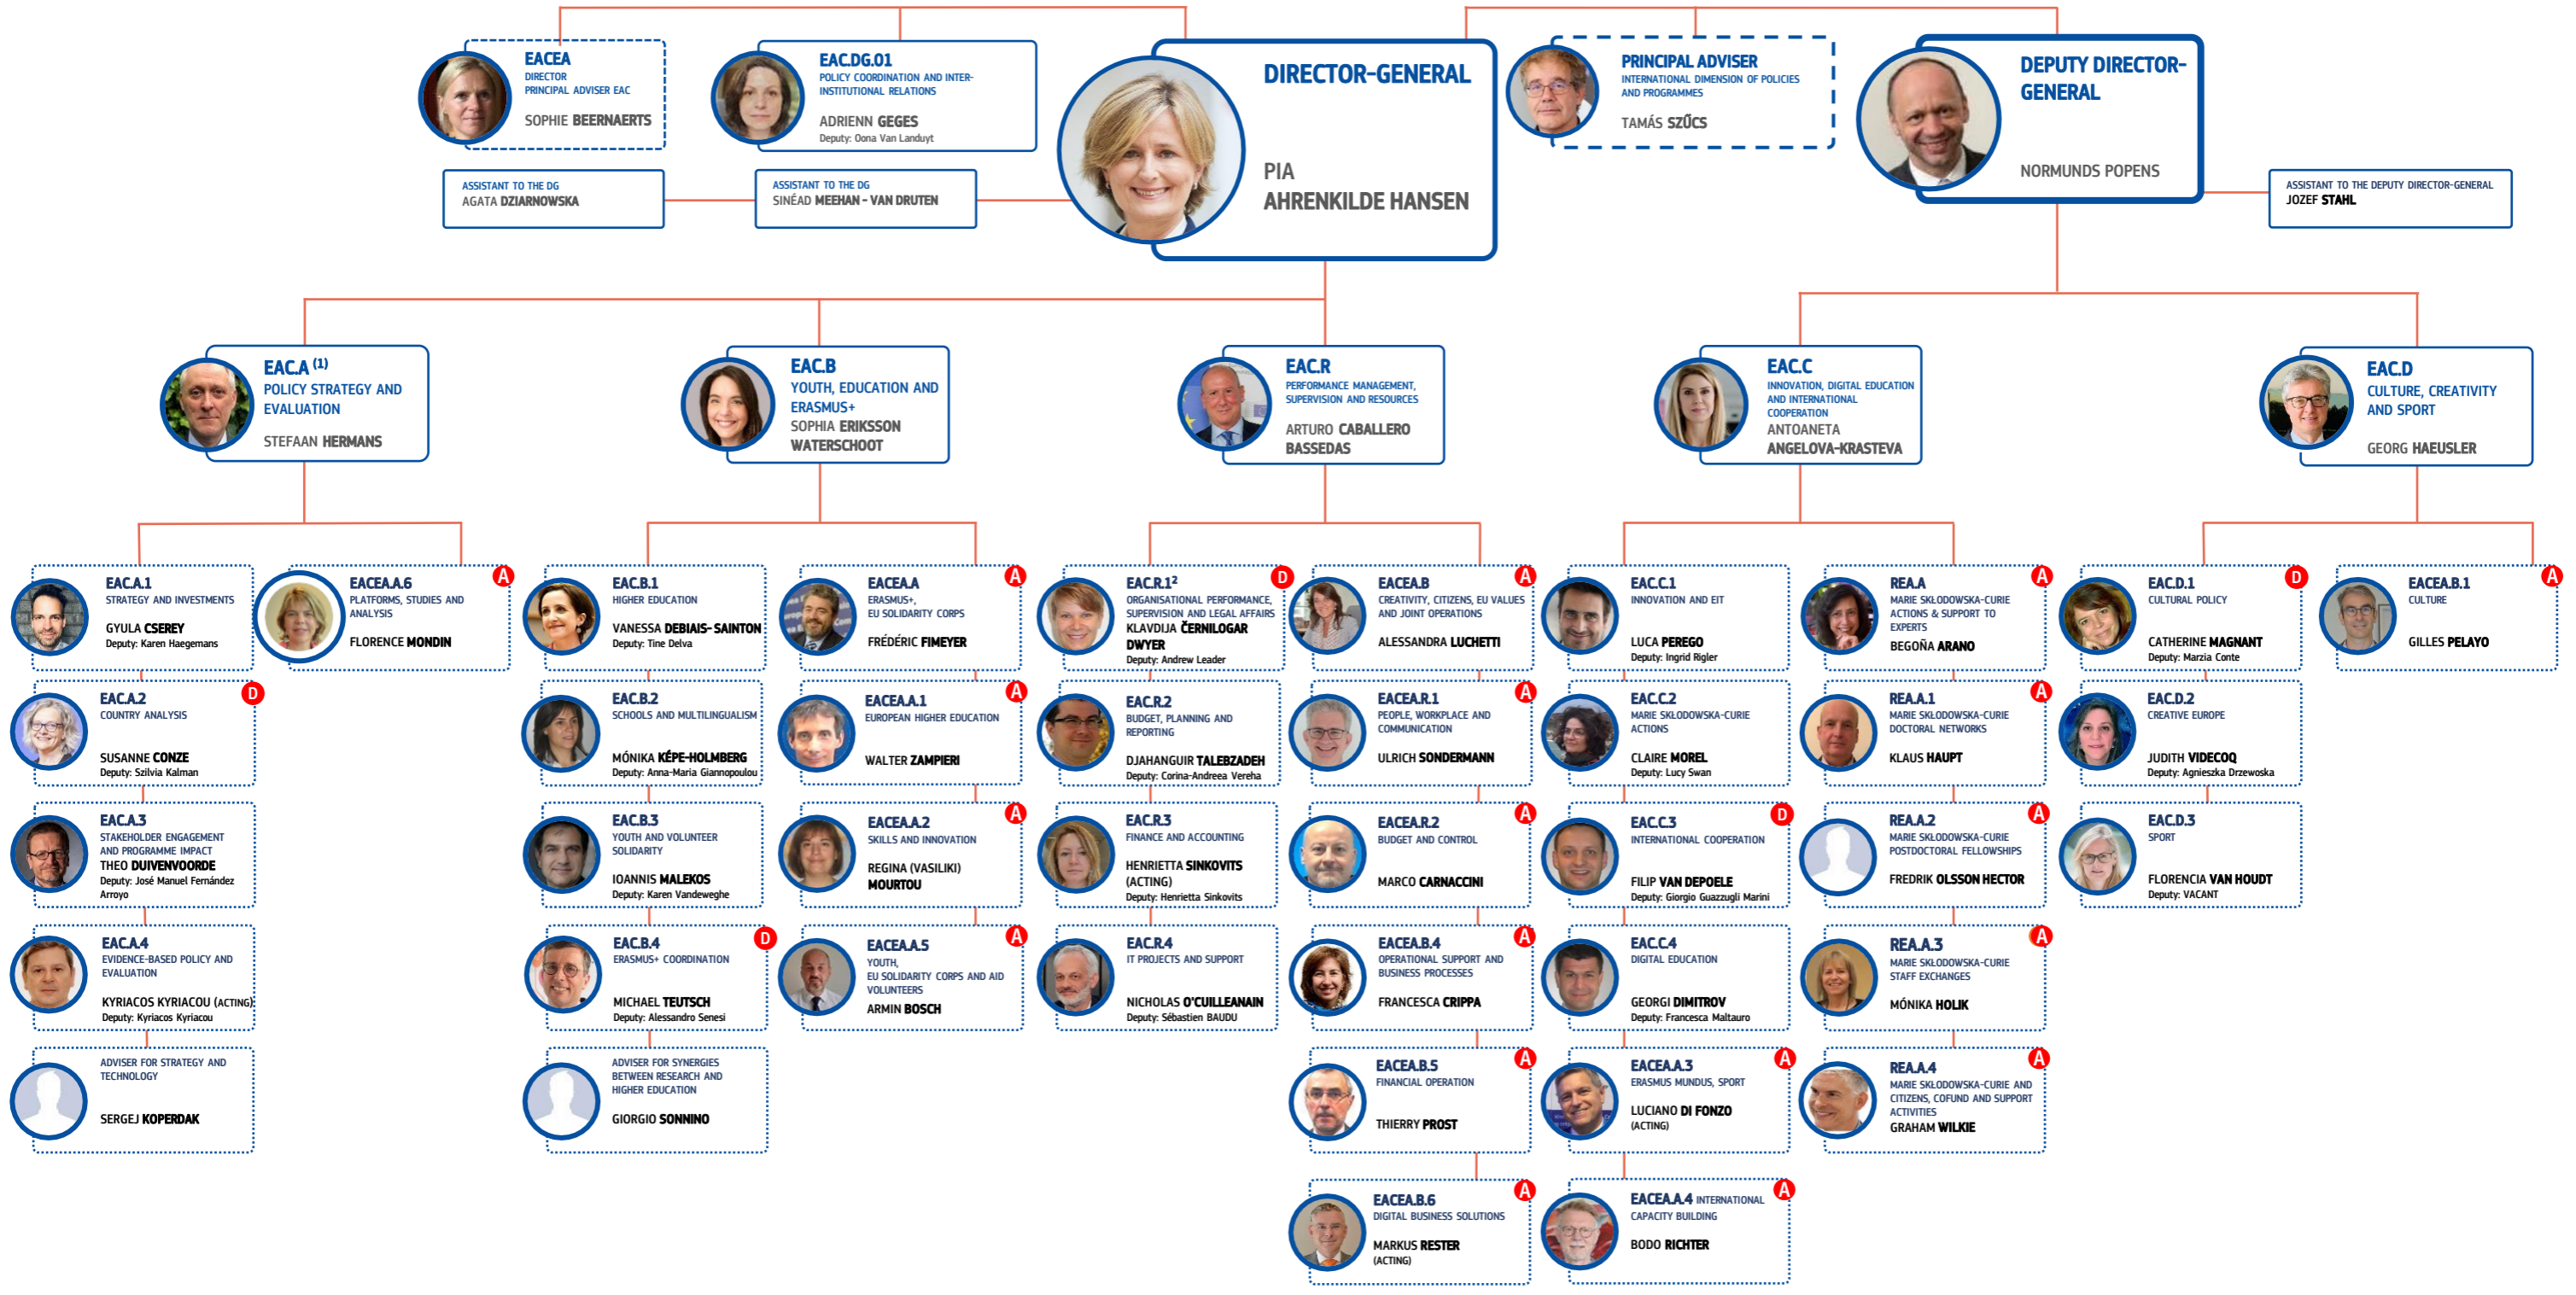 EACEA
DIRECTOR
PRINCIPAL ADVISER EAC
SOPHIE BEERNAERTS
EAC.DG.01
POLICY COORDINATION AND INTER-
INSTITUTIONAL RELATIONS
ADRIENN GEGES
Deputy: Oona Van Landuyt
DIRECTOR-GENERAL
PIA
AHRENKILDE HANSEN
PRINCIPAL ADVISER
INTERNATIONAL DIMENSION OF POLICIES
AND PROGRAMMES
TAMÁS SZŰCS
DEPUTY DIRECTOR-
GENERAL
NORMUNDS POPENS
ASSISTANT TO THE DG
AGATA DZIARNOWSKA
ASSISTANT TO THE DG
SINÉAD MEEHAN - VAN DRUTEN
ASSISTANT TO THE DEPUTY DIRECTOR-GENERAL
JOZEF STAHL
EAC.A (1)
POLICY STRATEGY AND
EVALUATION
STEFAAN HERMANS
EAC.B
YOUTH, EDUCATION AND
ERASMUS+
SOPHIA ERIKSSON
WATERSCHOOT
EAC.R
PERFORMANCE MANAGEMENT,
SUPERVISION AND RESOURCES
ARTURO CABALLERO
BASSEDAS
EAC.C
INNOVATION, DIGITAL EDUCATION
AND INTERNATIONAL
COOPERATION
ANTOANETA
ANGELOVA-KRASTEVA
EAC.D
CULTURE, CREATIVITY
AND SPORT
GEORG HAEUSLER
EAC.A.1
STRATEGY AND INVESTMENTS
GYULA CSEREY
Deputy: Karen Haegemans
EAC.A.2
D
COUNTRY ANALYSIS
SUSANNE CONZE
Deputy: Szilvia Kalman
EAC.A.3
STAKEHOLDER ENGAGEMENT
AND PROGRAMME IMPACT
THEO DUIVENVOORDE
Deputy: José Manuel Fernández
Arroyo
EAC.A.4
EVIDENCE-BASED POLICY AND
EVALUATION
KYRIACOS KYRIACOU (ACTING)
Deputy: Kyriacos Kyriacou
ADVISER FOR STRATEGY AND
TECHNOLOGY
SERGEJ KOPERDAK
EACEA.A.6
A
PLATFORMS, STUDIES AND
ANALYSIS
FLORENCE MONDIN
EAC.B.1
HIGHER EDUCATION
VANESSA DEBIAIS- SAINTON
Deputy: Tine Delva
EAC.B.2
SCHOOLS AND MULTILINGUALISM
MÓNIKA KÉPE-HOLMBERG
Deputy: Anna-Maria Giannopoulou
EAC.B.3
YOUTH AND VOLUNTEER
SOLIDARITY
IOANNIS MALEKOS
Deputy: Karen Vandeweghe
EAC.B.4
D
ERASMUS+ COORDINATION
MICHAEL TEUTSCH
Deputy: Alessandro Senesi
ADVISER FOR SYNERGIES
BETWEEN RESEARCH AND
HIGHER EDUCATION
GIORGIO SONNINO
EACEA.A
A
ERASMUS+,
EU SOLIDARITY CORPS
FRÉDÉRIC FIMEYER
EACEA.A.1
A
EUROPEAN HIGHER EDUCATION
WALTER ZAMPIERI
EACEA.A.2
A
SKILLS AND INNOVATION
REGINA (VASILIKI)
MOURTOU
EACEA.A.5
A
YOUTH,
EU SOLIDARITY CORPS AND AID
VOLUNTEERS
ARMIN BOSCH
EAC.R.1²
D
ORGANISATIONAL PERFORMANCE,
SUPERVISION AND LEGAL AFFAIRS
KLAVDIJA ČERNILOGAR
DWYER
Deputy: Andrew Leader
EAC.R.2
BUDGET, PLANNING AND
REPORTING
DJAHANGUIR TALEBZADEH
Deputy: Corina-Andreea Vereha
EAC.R.3
FINANCE AND ACCOUNTING
HENRIETTA SINKOVITS
(ACTING)
Deputy: Henrietta Sinkovits
EAC.R.4
IT PROJECTS AND SUPPORT
NICHOLAS O'CUILLEANAIN
Deputy: Sébastien BAUDU
EACEA.B
A
CREATIVITY, CITIZENS, EU VALUES
AND JOINT OPERATIONS
ALESSANDRA LUCHETTI
EACEA.R.1
A
PEOPLE, WORKPLACE AND
COMMUNICATION
ULRICH SONDERMANN
EACEA.R.2
A
BUDGET AND CONTROL
MARCO CARNACCINI
EACEA.B.4
A
OPERATIONAL SUPPORT AND
BUSINESS PROCESSES
FRANCESCA CRIPPA
EACEA.B.5
A
FINANCIAL OPERATION
THIERRY PROST
EACEA.B.6
A
DIGITAL BUSINESS SOLUTIONS
MARKUS RESTER
(ACTING)
EAC.C.1
INNOVATION AND EIT
LUCA PEREGO
Deputy: Ingrid Rigler
EAC.C.2
MARIE SKŁODOWSKA-CURIE
ACTIONS
CLAIRE MOREL
Deputy: Lucy Swan
EAC.C.3
D
INTERNATIONAL COOPERATION
FILIP VAN DEPOELE
Deputy: Giorgio Guazzugli Marini
EAC.C.4
DIGITAL EDUCATION
GEORGI DIMITROV
Deputy: Francesca Maltauro
EACEA.A.3
A
ERASMUS MUNDUS, SPORT
LUCIANO DI FONZO
(ACTING)
EACEA.A.4 INTERNATIONAL
A
CAPACITY BUILDING
BODO RICHTER
REA.A
A
MARIE SKŁODOWSKA-CURIE
ACTIONS & SUPPORT TO
EXPERTS
BEGOÑA ARANO
REA.A.1
A
MARIE SKŁODOWSKA-CURIE
DOCTORAL NETWORKS
KLAUS HAUPT
REA.A.2
A
MARIE SKŁODOWSKA-CURIE
POSTDOCTORAL FELLOWSHIPS
FREDRIK OLSSON HECTOR
REA.A.3
A
MARIE SKŁODOWSKA-CURIE
STAFF EXCHANGES
MÓNIKA HOLIK
REA.A.4
A
MARIE SKŁODOWSKA-CURIE AND
CITIZENS, COFUND AND SUPPORT
ACTIVITIES
GRAHAM WILKIE
EAC.D.1
D
CULTURAL POLICY
CATHERINE MAGNANT
Deputy: Marzia Conte
EAC.D.2
CREATIVE EUROPE
JUDITH VIDECOQ
Deputy: Agnieszka Drzewoska
EAC.D.3
SPORT
FLORENCIA VAN HOUDT
Deputy: VACANT
EACEA.B.1
A
CULTURE
GILLES PELAYO